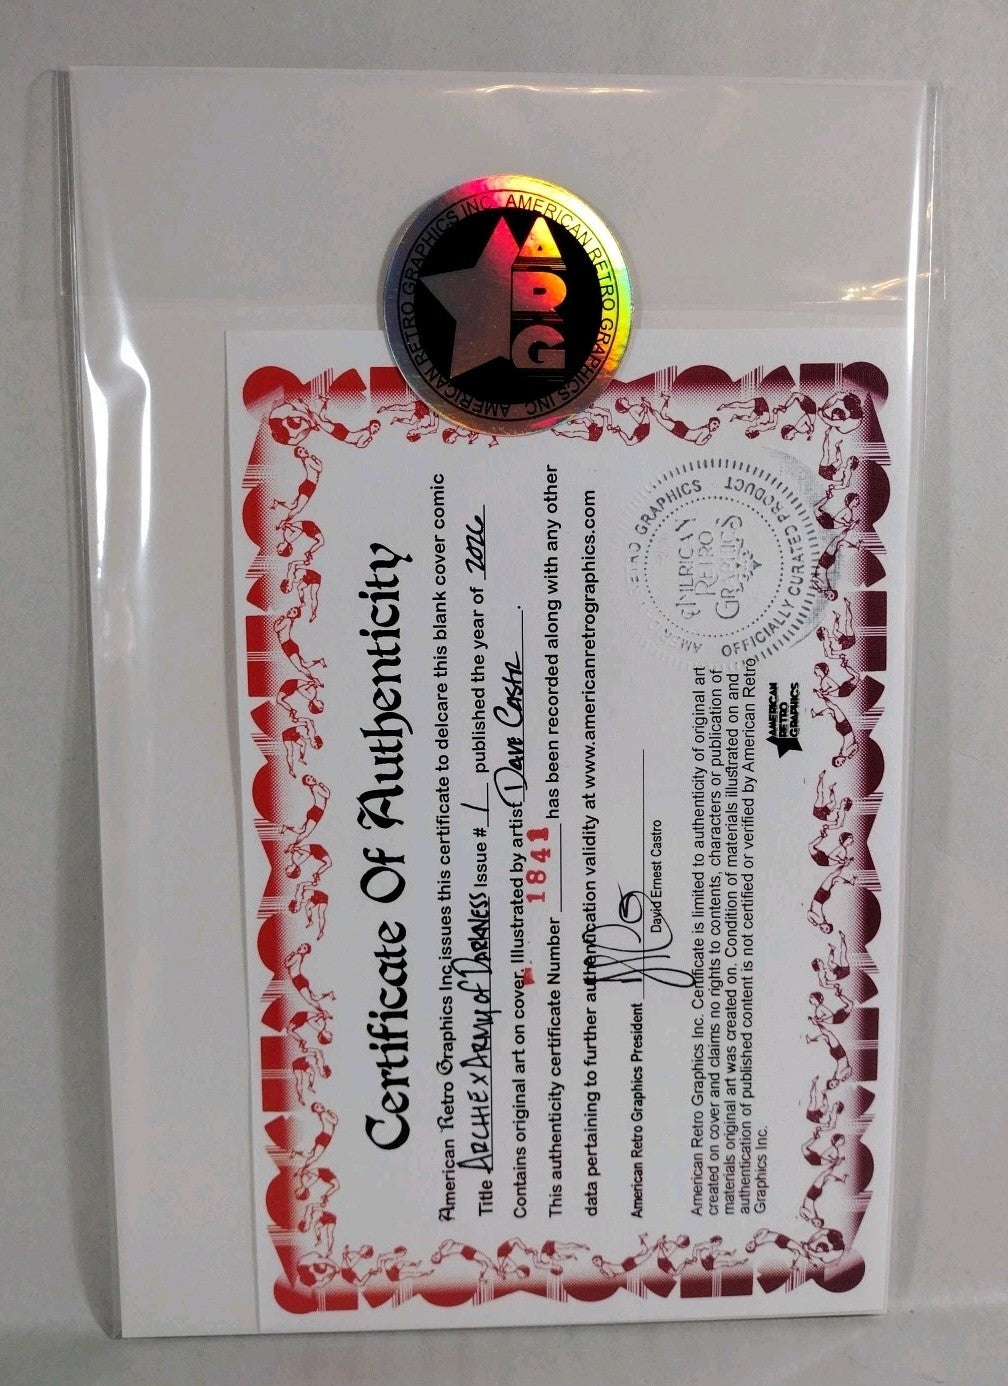 AMERICAN RETRO GRAPHICS INC. AMERICAN RETRO GRAPHICS INC.
ARG
Certificate Of Authenticity
American Retro Graphics Inc, issues this certificate to delcare this blank cover comic
Title ARCHIE x ARMY of DARKNESS Issue # 1 published the year of 2026
Contains original art on cover, Illustrated by artist Dave Castr.
This authenticity certificate Number 1841 has been recorded along with any other
data pertaining to further authentication validity at www.americanretrographics.com
American Retro Graphics President
David Ernest Castro
American Retro Graphics Inc. Certificate is limited to authenticity of original art
created on cover and claims no rights to contents, characters or publication of
materials original art was created on. Condition of materials illustrated on and
authentication of published content is not certified or verified by American Retro
Graphics Inc.
AMERICAN
RETRO
GRAPHICS
AMERICAN RETRO GRAPHICS
OFFICIALLY CURATED PRODUCT
AMERICAN
RETRO
GRAPHICS